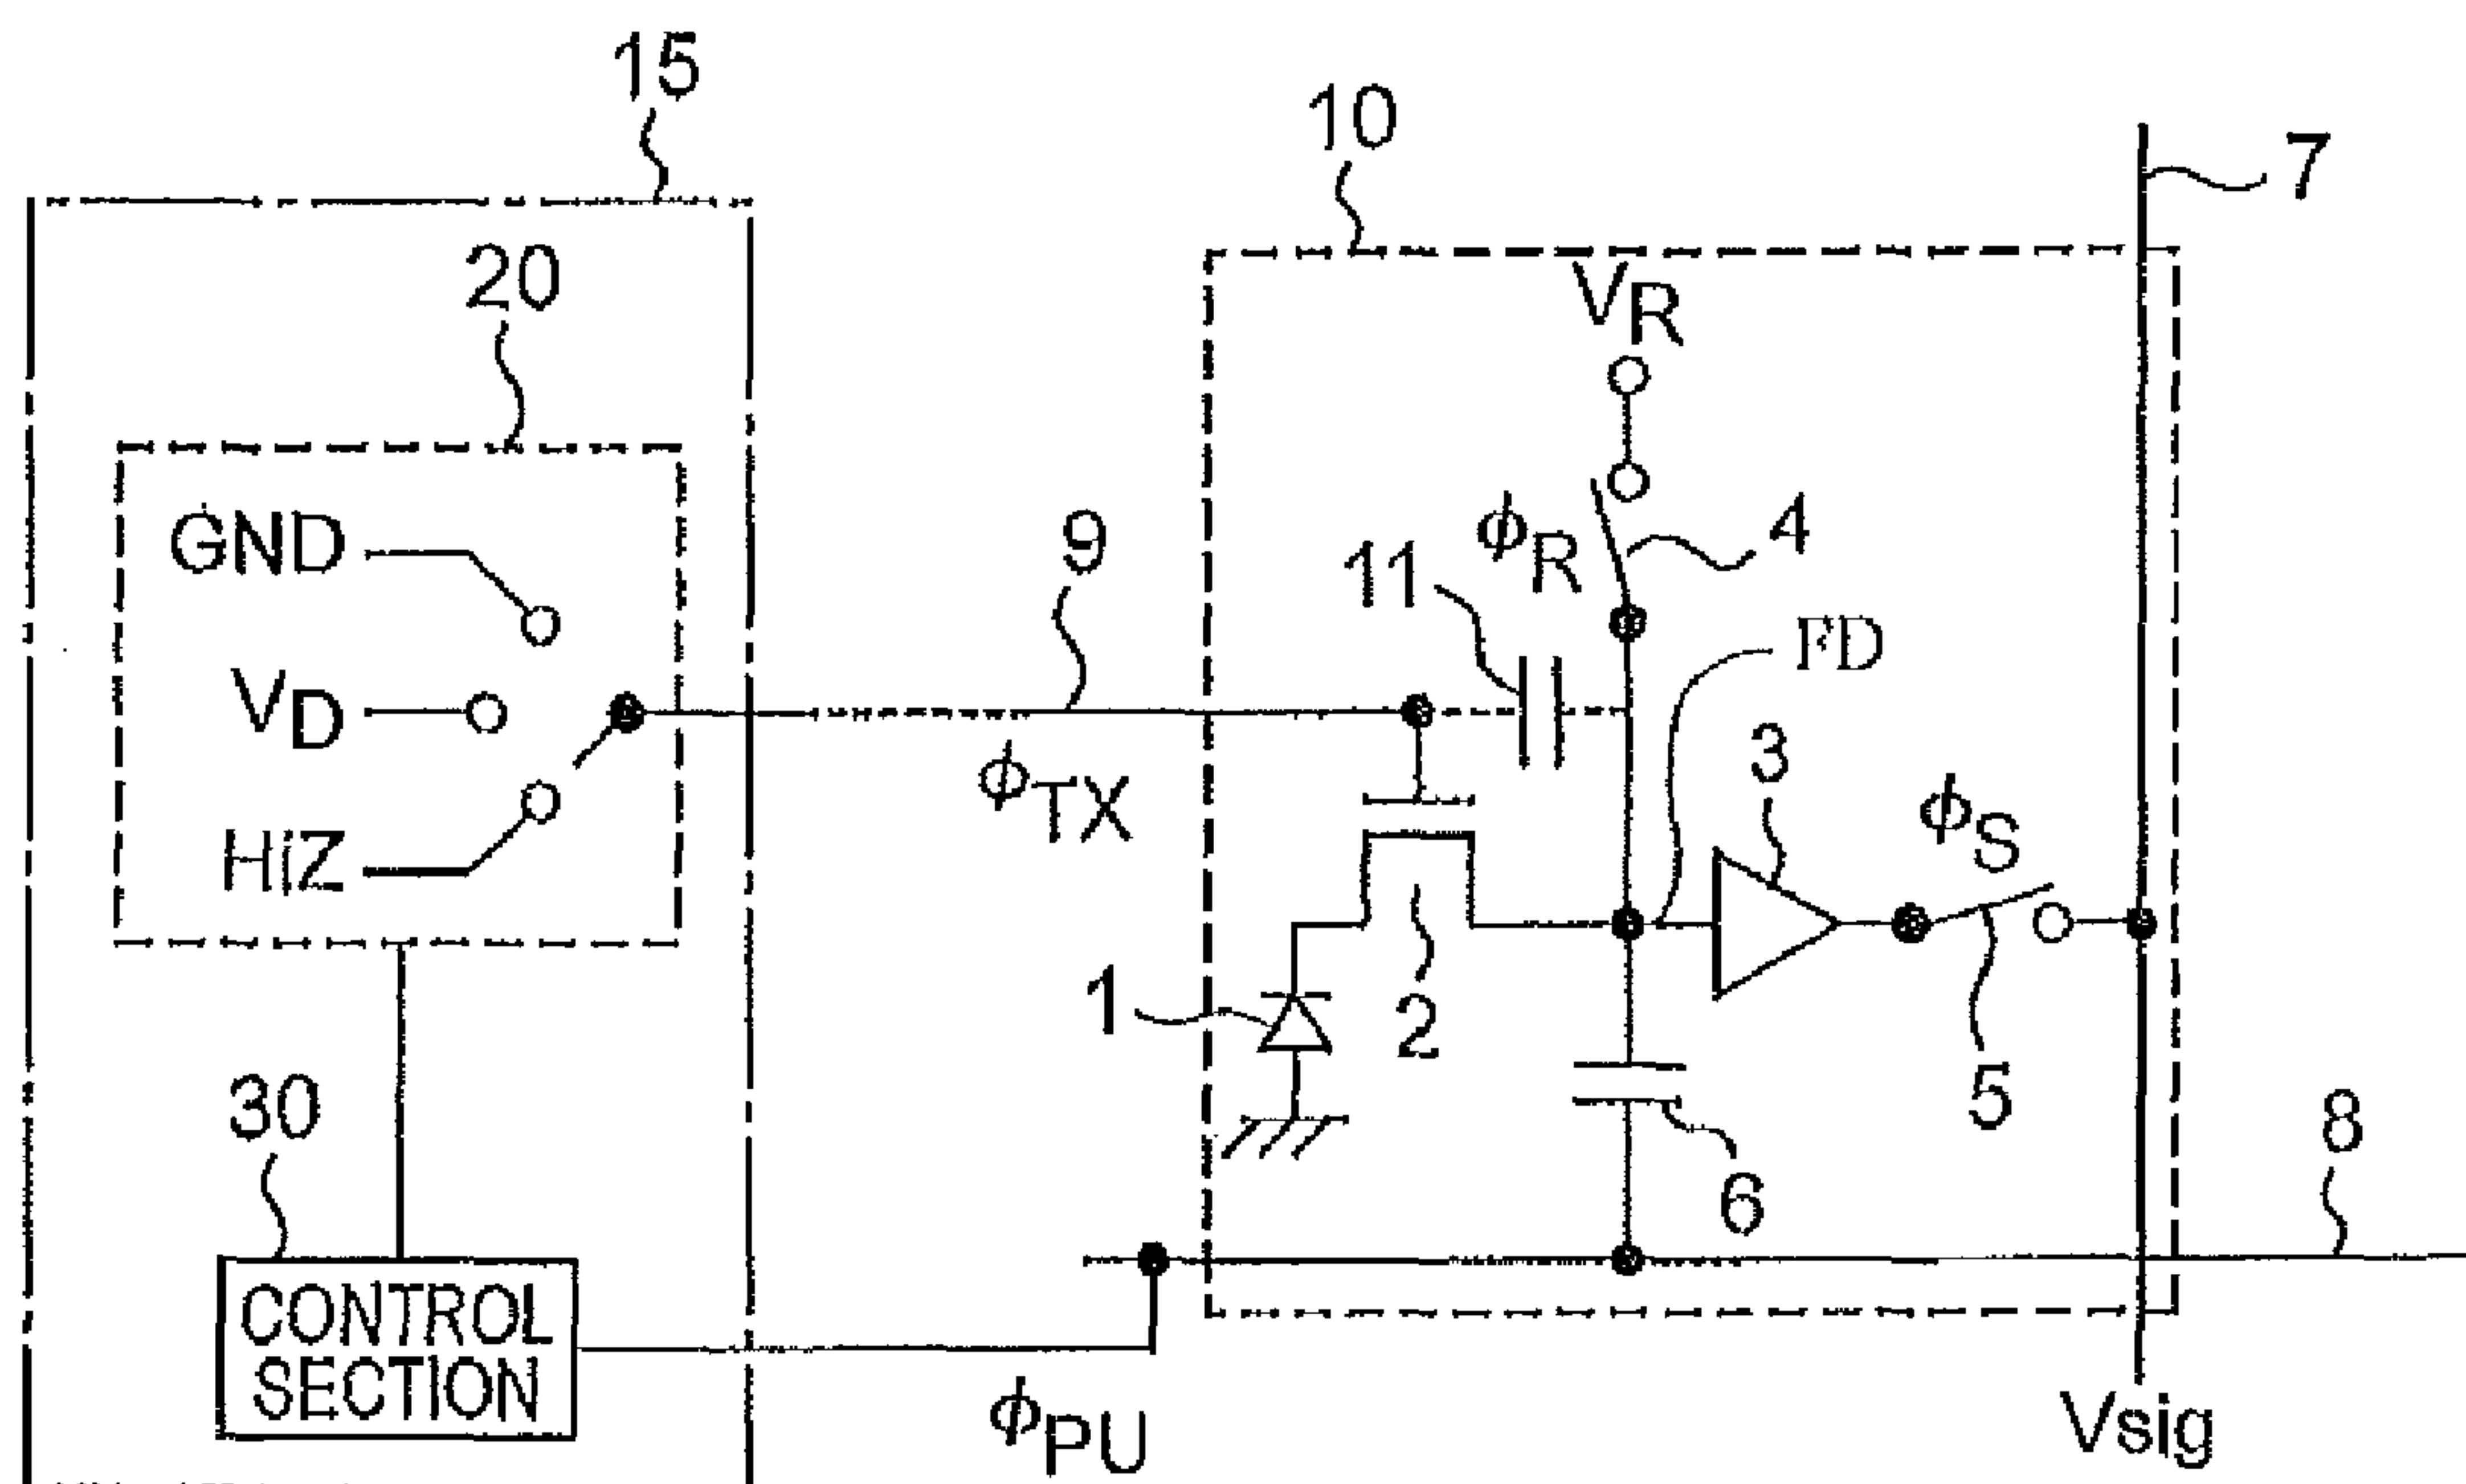 15
10
7
20
VR
GND
9
11
ϕR
4
FD
VD
ϕTX
3
ϕS
HiZ
1
2
5
30
6
8
CONTROL
SECTION
ϕPU
Vsig